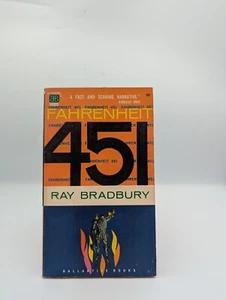 "A FAST AND SEARING NARRATIVE"
FAHRENHEIT
451
RAY BRADBURY
BALLANTINE BOOKS